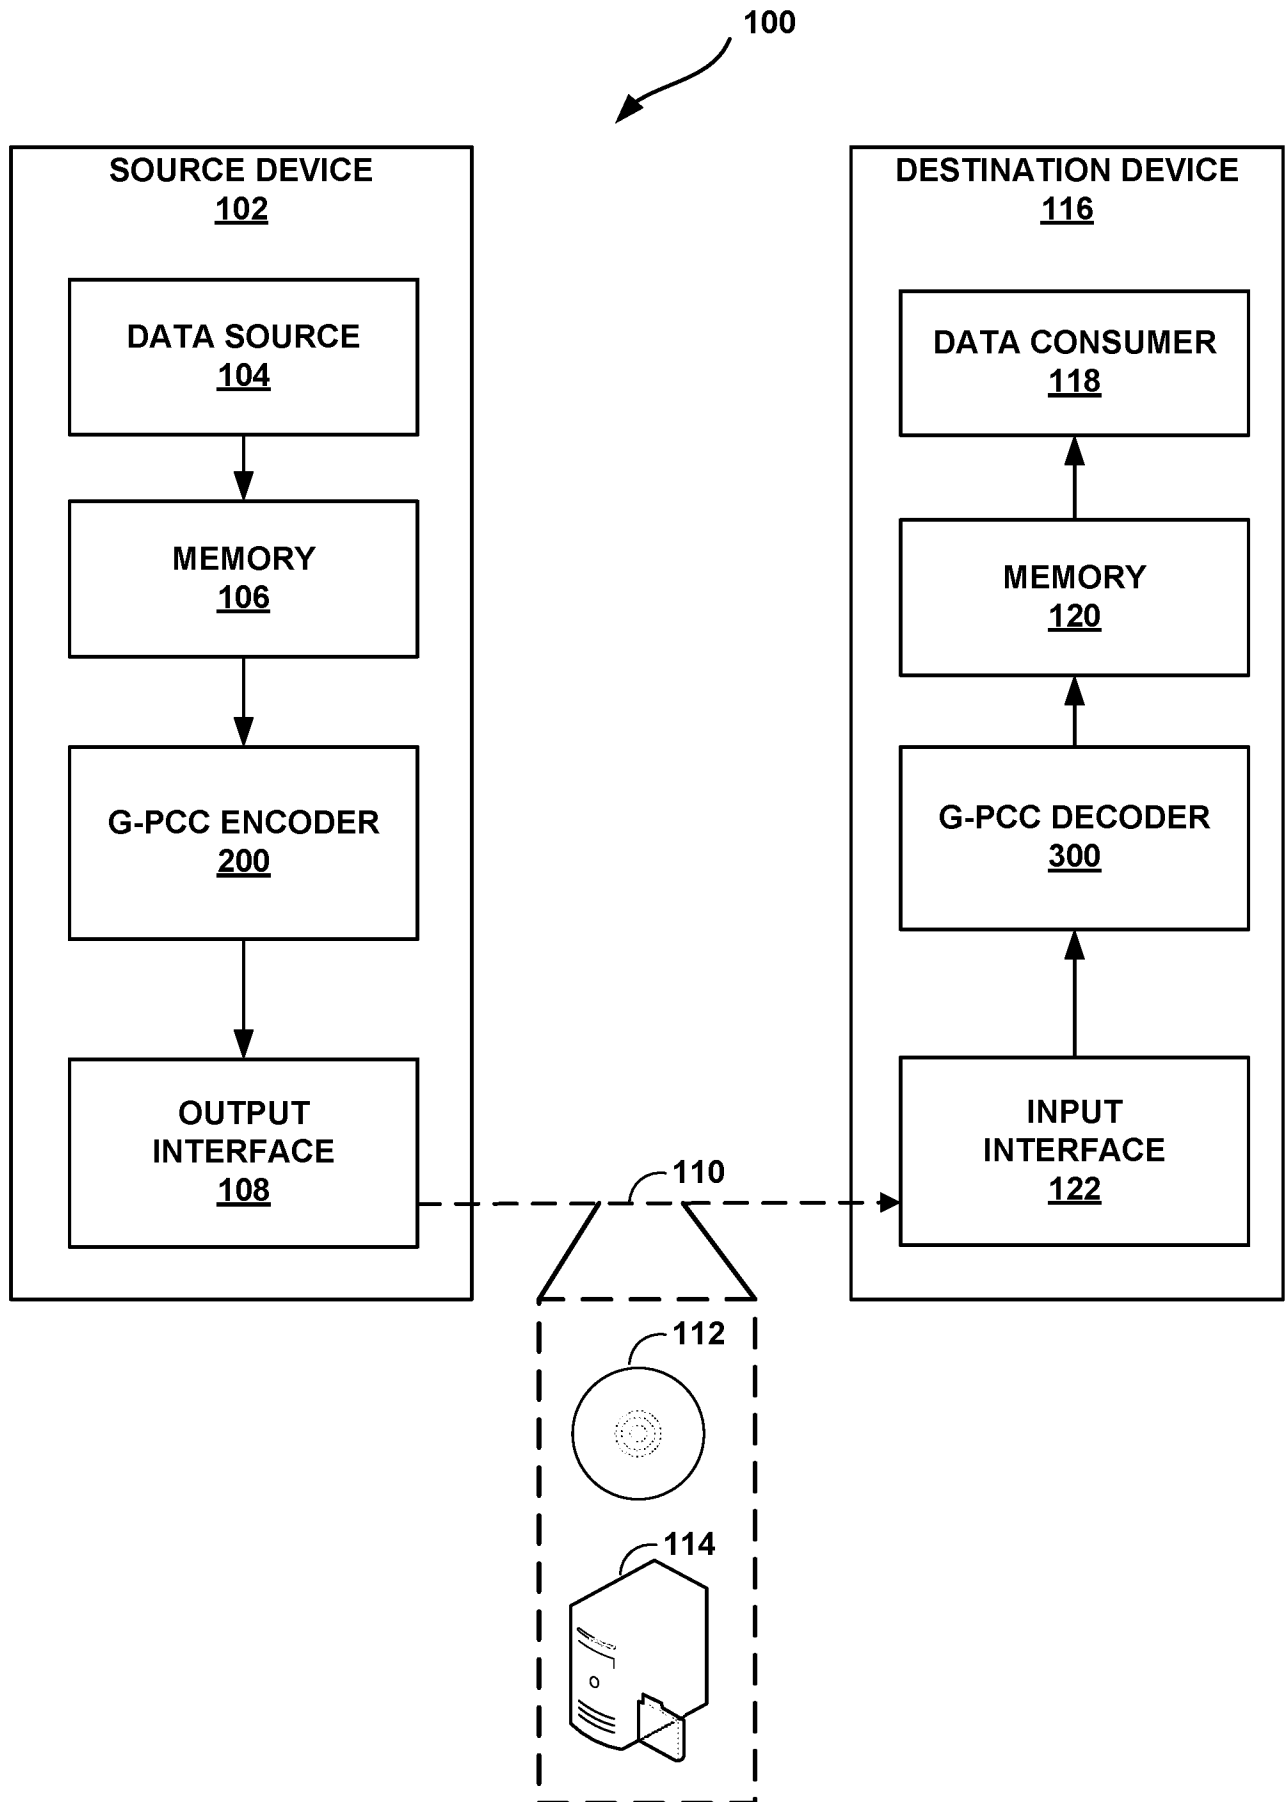 100
SOURCE DEVICE
102
DATA SOURCE
104
MEMORY
106
G-PCC ENCODER
200
OUTPUT
INTERFACE
108
DESTINATION DEVICE
116
DATA CONSUMER
118
MEMORY
120
G-PCC DECODER
300
INPUT
INTERFACE
122
110
112
114